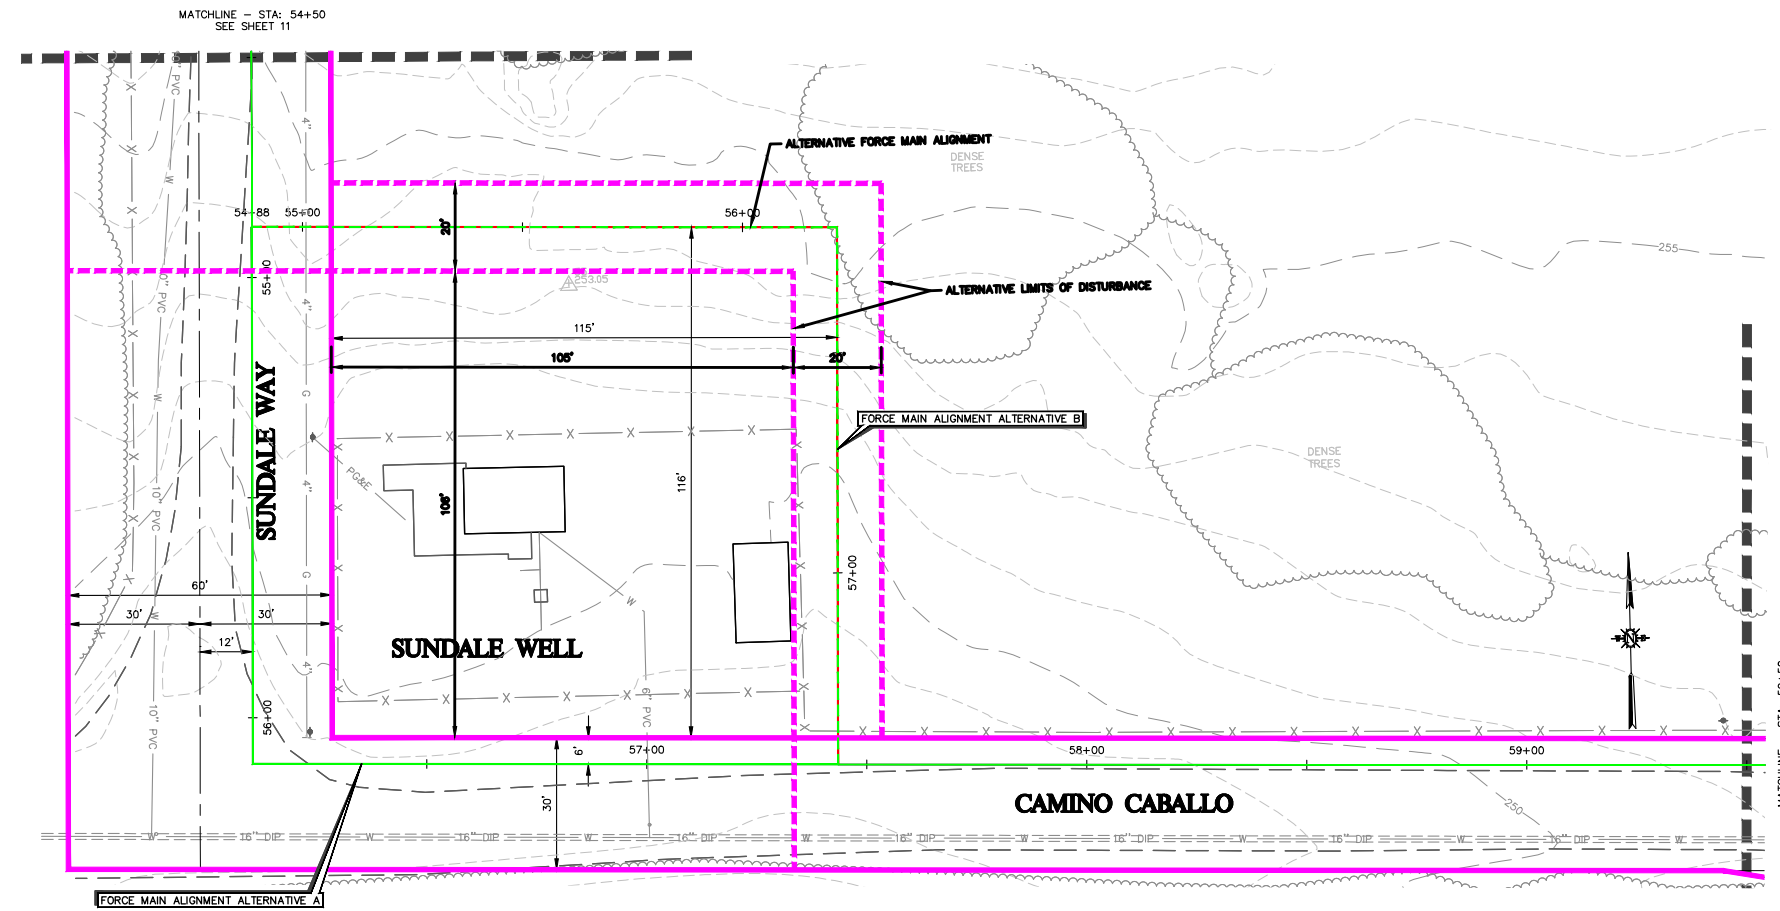 MATCHLINE – STA: 54+50
SEE SHEET 11
ALTERNATIVE FORCE MAIN ALIGNMENT
DENSE
TREES
54+88
55+00
56+00
20'
255
253.05
55+00
ALTERNATIVE LIMITS OF DISTURBANCE
115'
105'
20'
SUNDALE WAY
FORCE MAIN ALIGNMENT ALTERNATIVE B
DENSE
TREES
PG&E
106'
116'
10" PVC
10" PVC
4"
4"
G
4"
10" PVC
G
W
W
57+00
60'
30'
30'
12'
W
W
4"
N
SUNDALE WELL
6" PVC
56+00
10" PVC
6'
57+00
58+00
59+00
30'
CAMINO CABALLO
250
W
16" DIP
W
16" DIP
W
16" DIP
W
16" DIP
W
16" DIP
W
16" DIP
W
16" DIP
W
FORCE MAIN ALIGNMENT ALTERNATIVE A